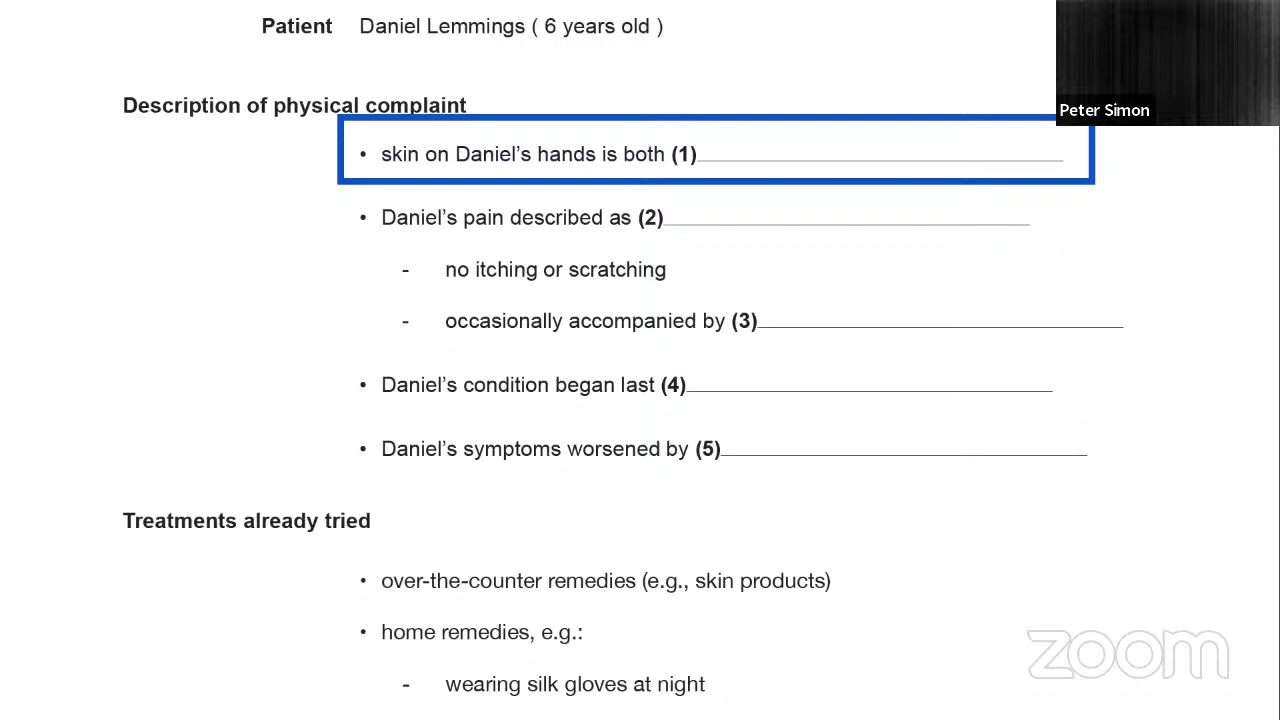 Patient Daniel Lemmings ( 6 years old )
Peter Simon
Description of physical complaint
• skin on Daniel's hands is both (1)
• Daniel's pain described as (2)
- no itching or scratching
- occasionally accompanied by (3)
• Daniel's condition began last (4)
• Daniel's symptoms worsened by (5)
Treatments already tried
• over-the-counter remedies (e.g., skin products)
• home remedies, e.g.:
- wearing silk gloves at night
zoom